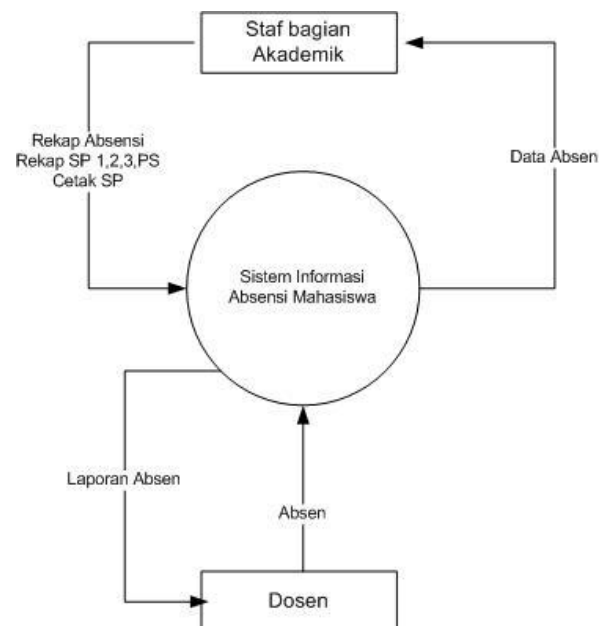 Staf bagian
Akademik
Rekap Absensi
Rekap SP 1,2,3,PS
Cetak SP
Data Absen
Sistem Informasi
Absensi Mahasiswa
Laporan Absen
Absen
Dosen